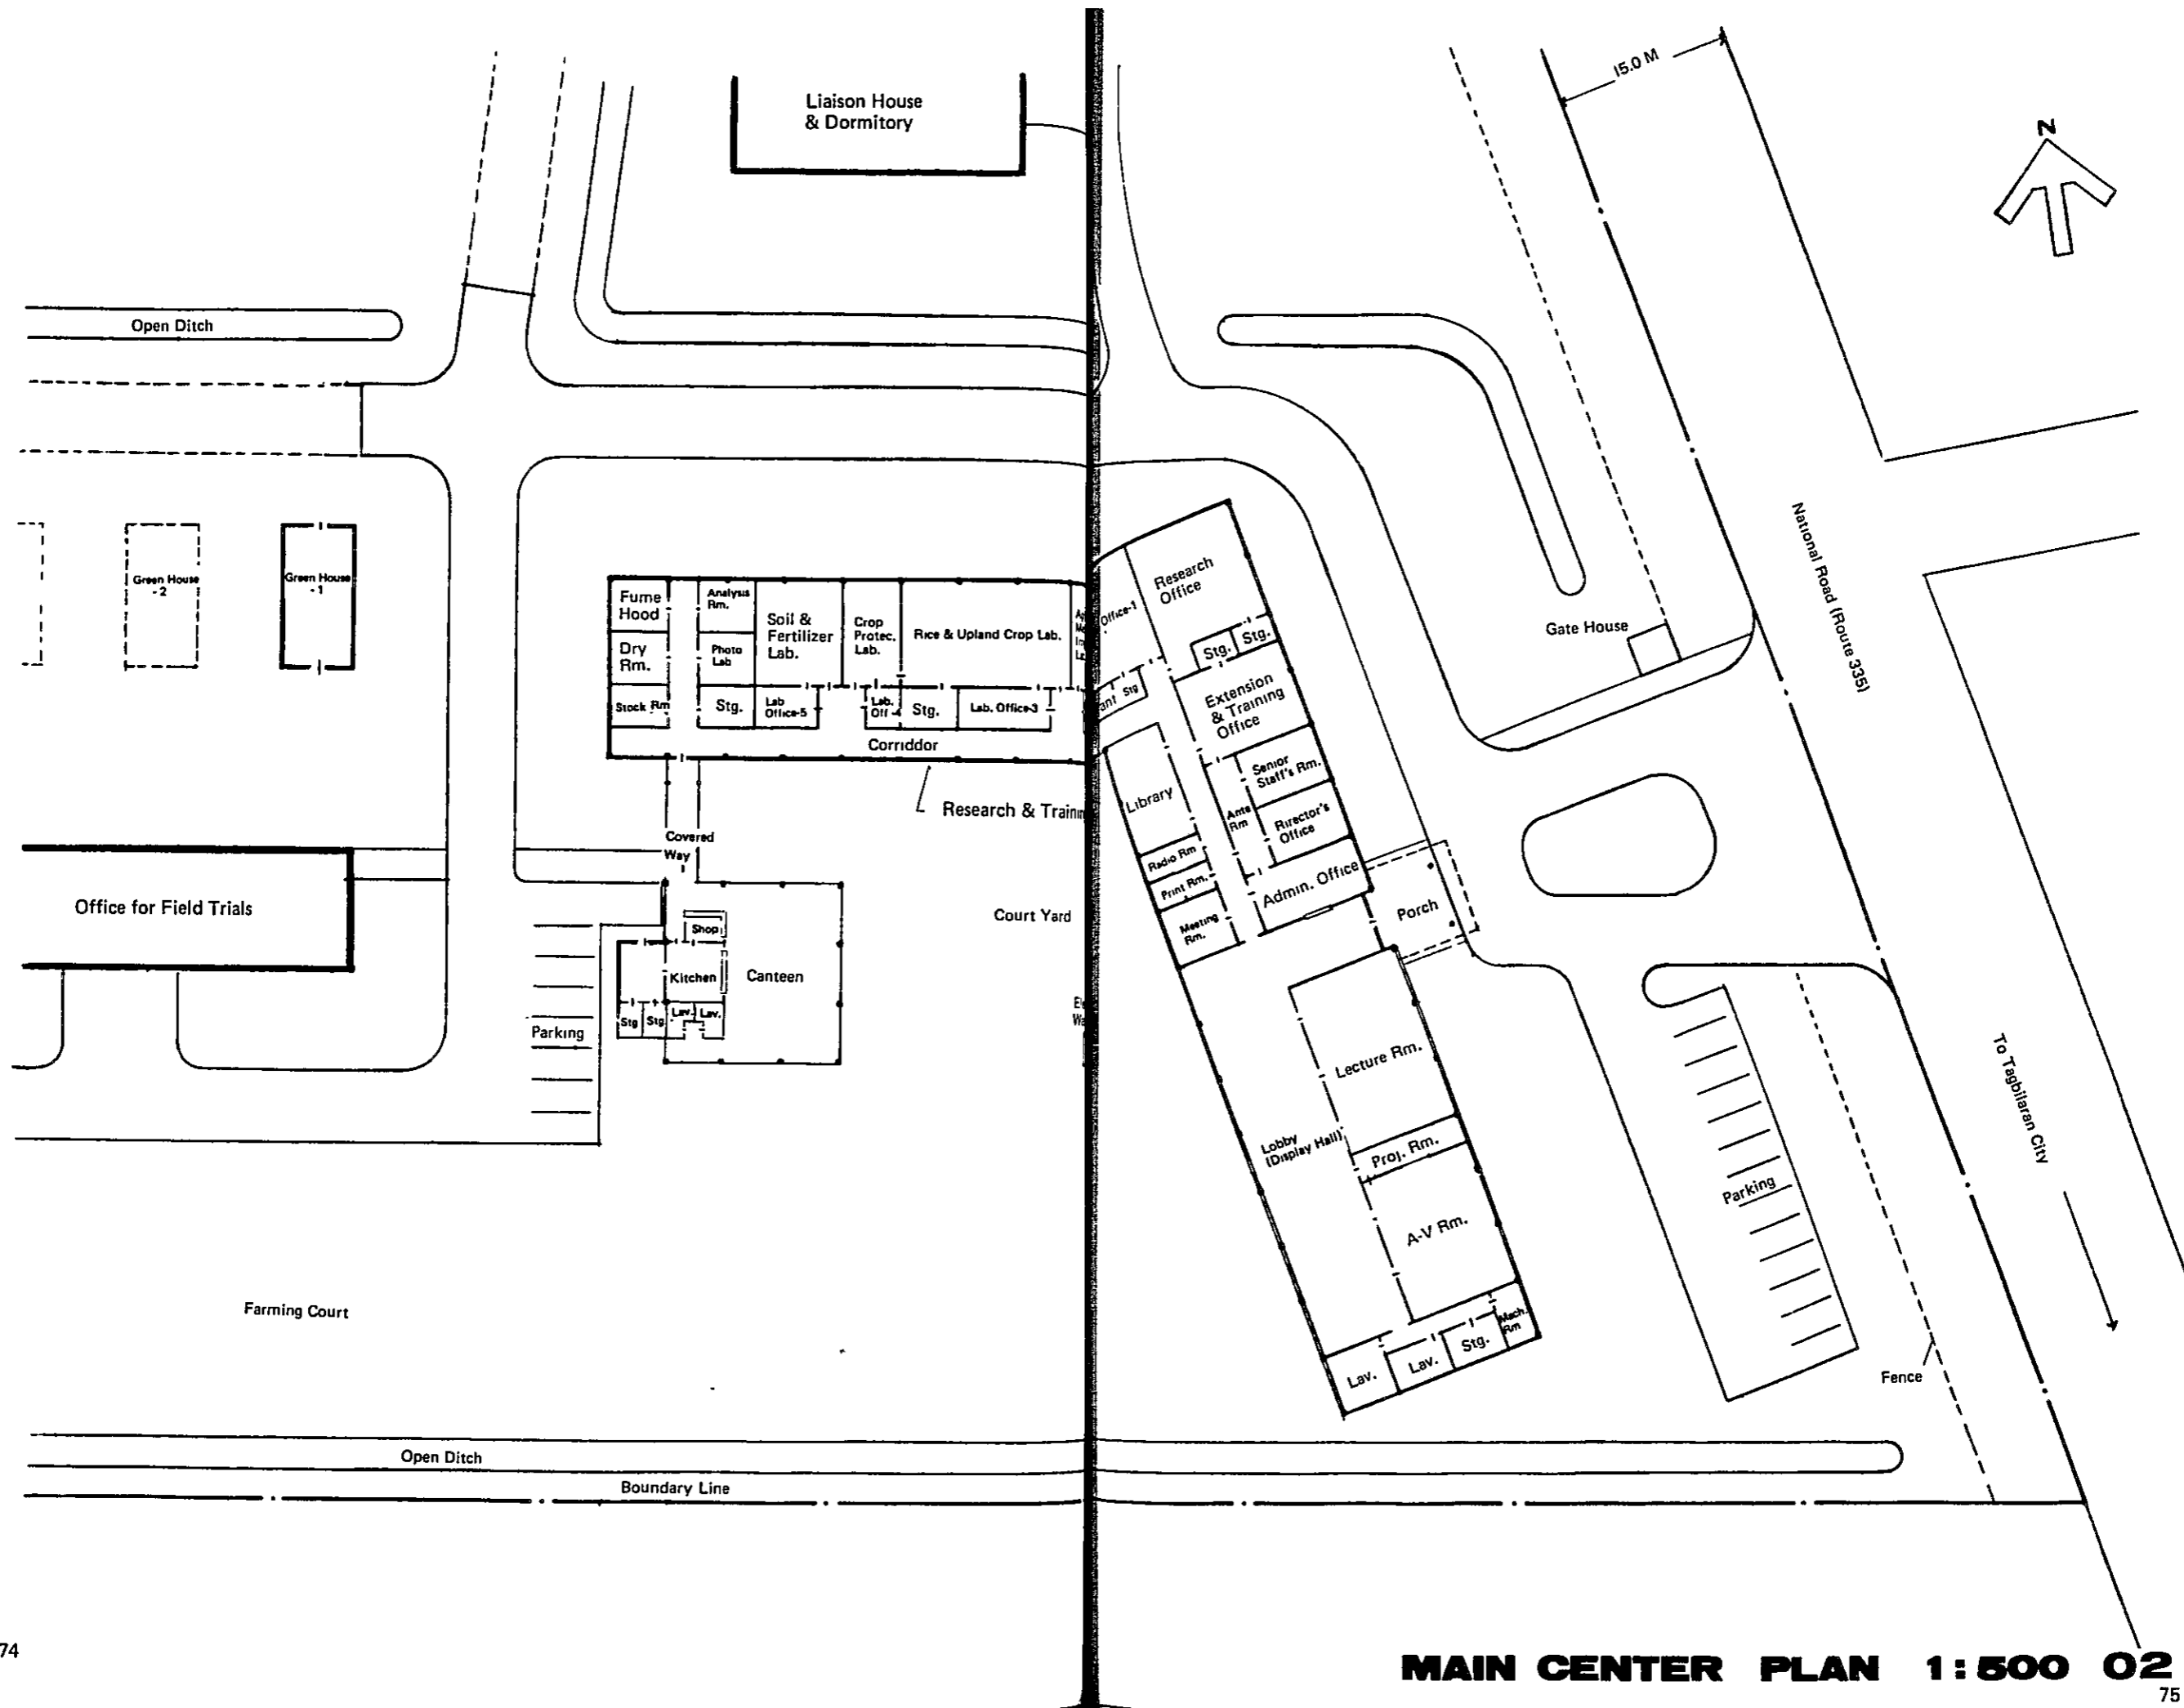 Liaison House
& Dormitory
15.0 M
N
Open Ditch
National Road (Route 335)
Green House
-2
Green House
-1
Gate House
Fume
Hood
Dry
Rm.
Stock Rm
Analysis
Rm.
Photo
Lab
Stg.
Soil &
Fertilizer
Lab.
Lab
Office-5
Crop
Protec.
Lab.
Lab.
Off
Stg.
Rice & Upland Crop Lab.
Lab. Office-3
Corriddor
Research & Trainin
Office-1
Research
Office
Stg.
Stg.
Stg
Extension
& Training
Office
Senior
Staff's Rm.
Library
Ante
Rm
Rirector's
Office
Radio Rm
Print Rm.
Meeting
Rm.
Admin. Office
Porch
Covered
Way
Office for Field Trials
Court Yard
Shop
Kitchen
Canteen
Stg
Stg
Lav.
Lav.
Parking
Lecture Rm.
Lobby
(Display Hall)
Proj. Rm.
A-V Rm.
Parking
To Tagbilaran City
Mach.
Rm
Stg.
Lav.
Lav.
Fence
Farming Court
Open Ditch
Boundary Line
74
MAIN CENTER PLAN 1:500 02
75